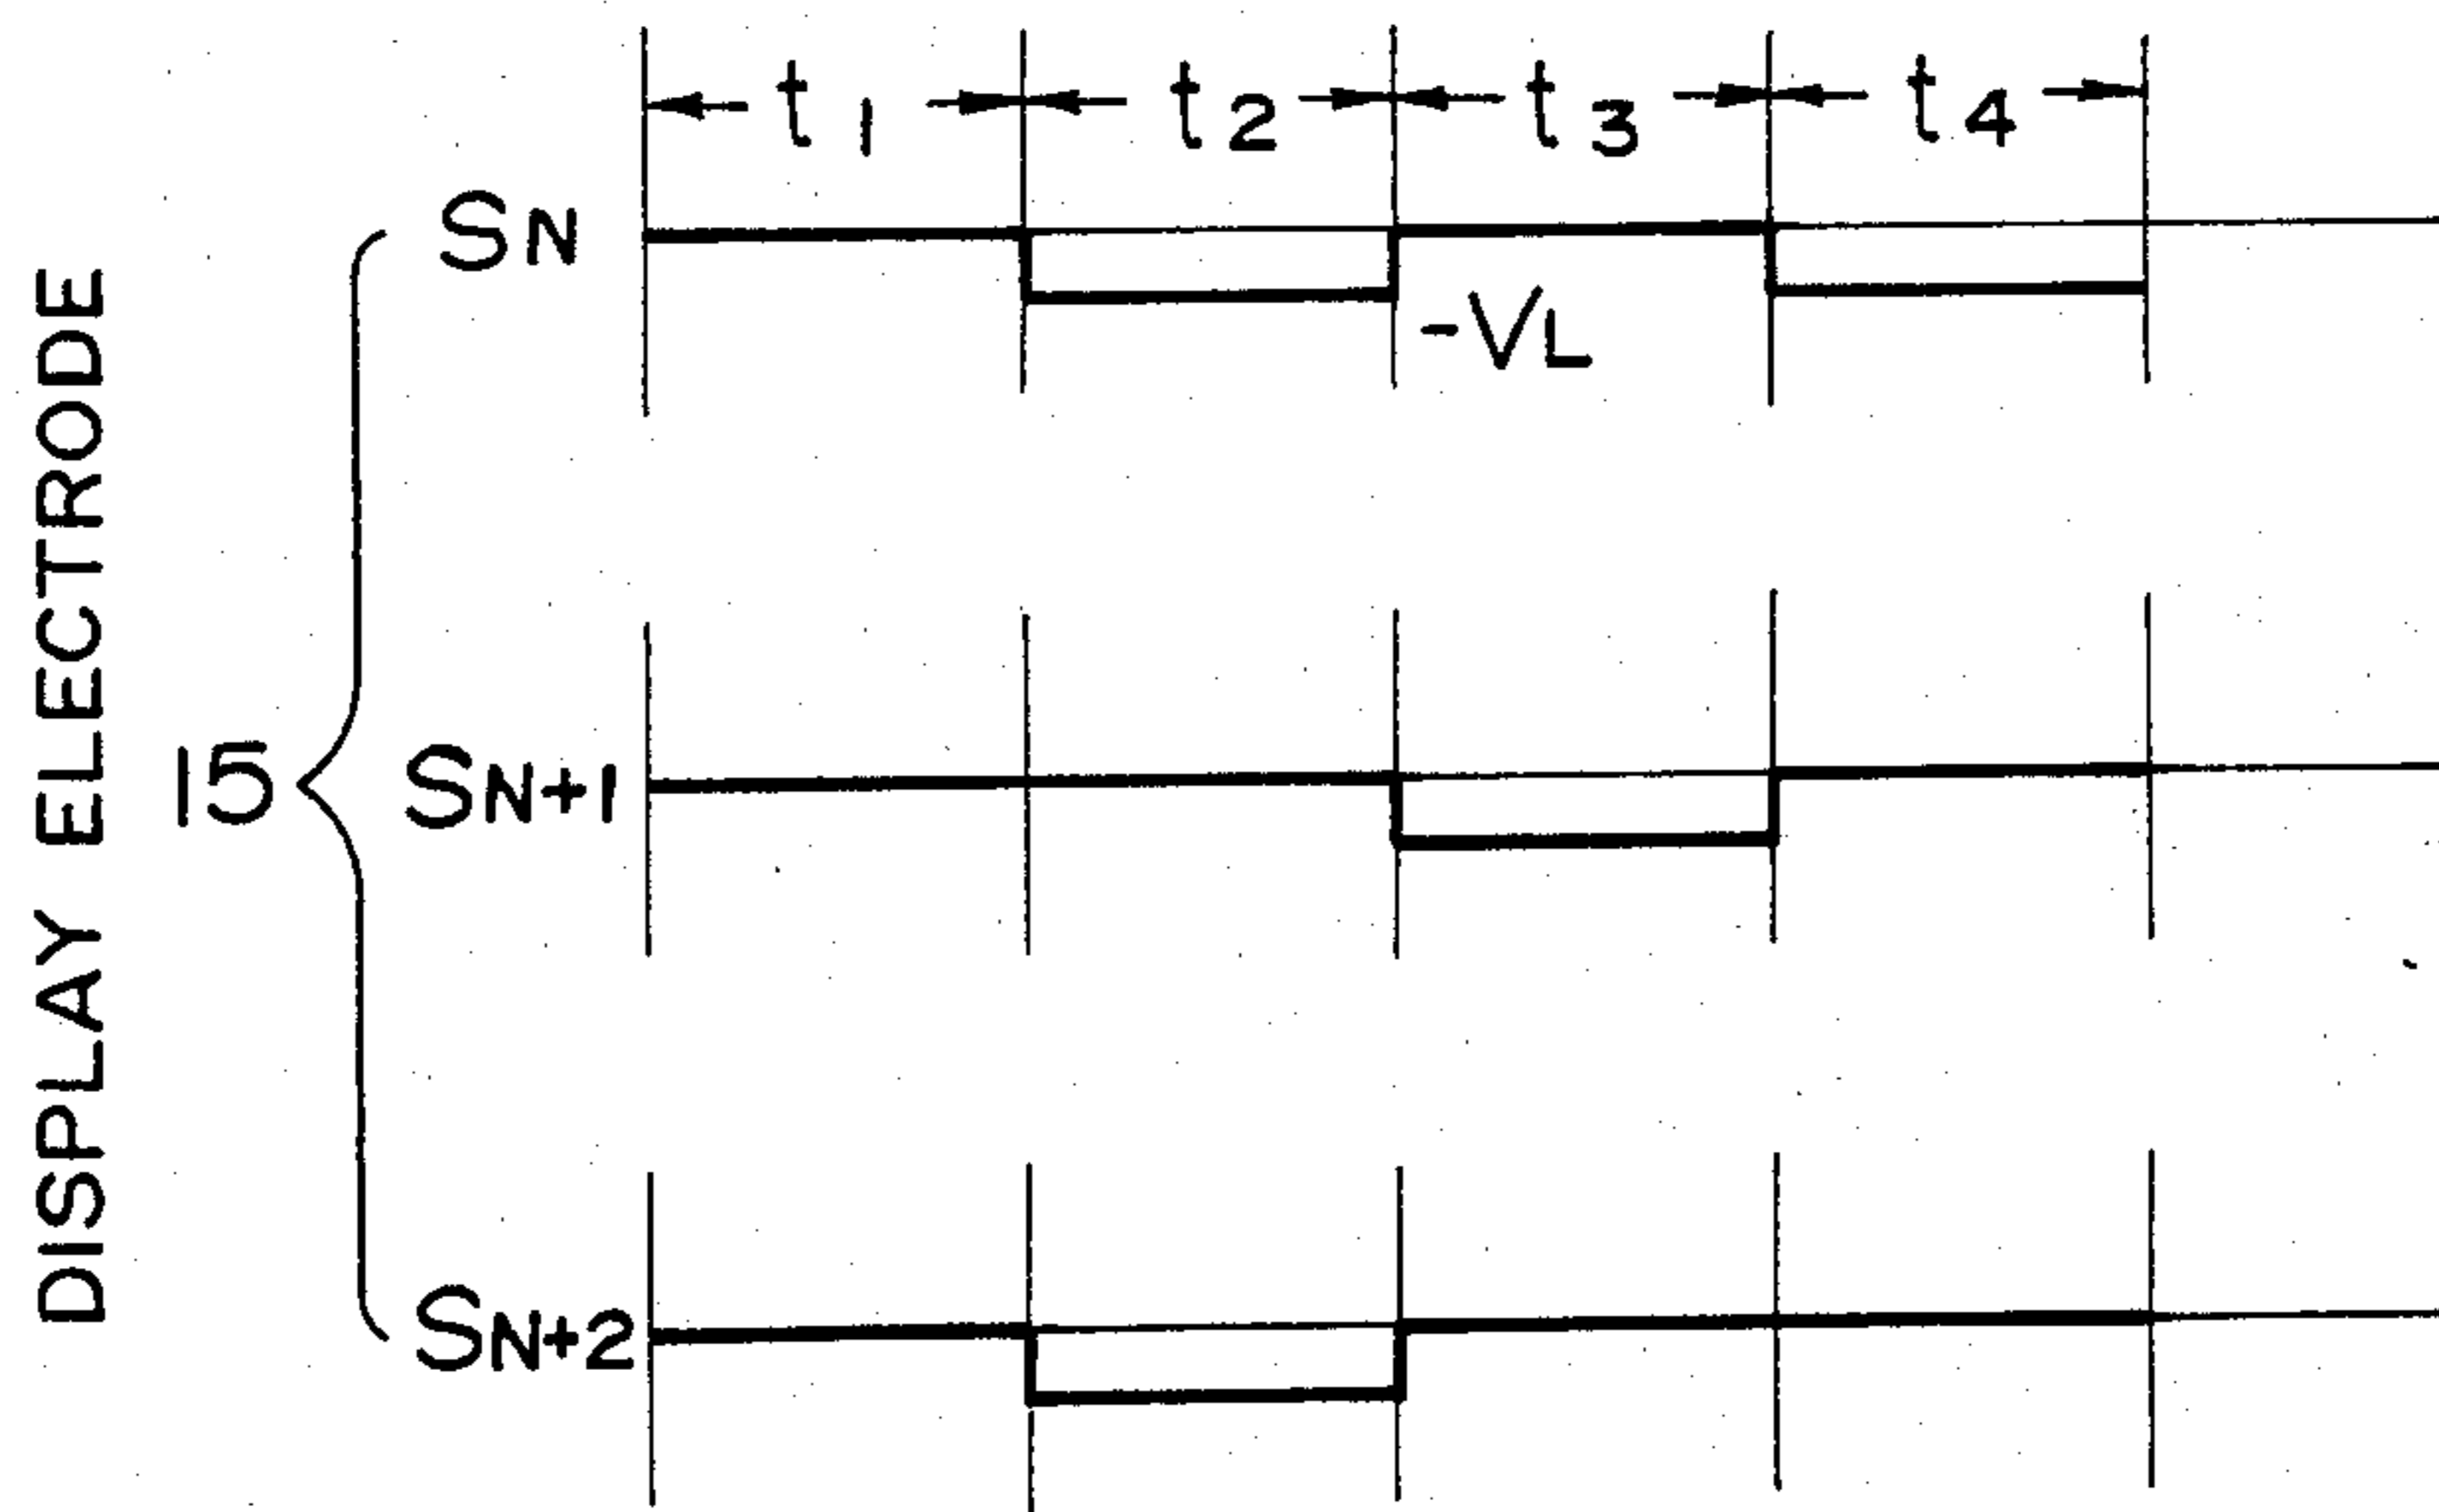 t1 t2 t3 t4
SN
-VL
DISPLAY ELECTRODE
15
SN+1
SN+2